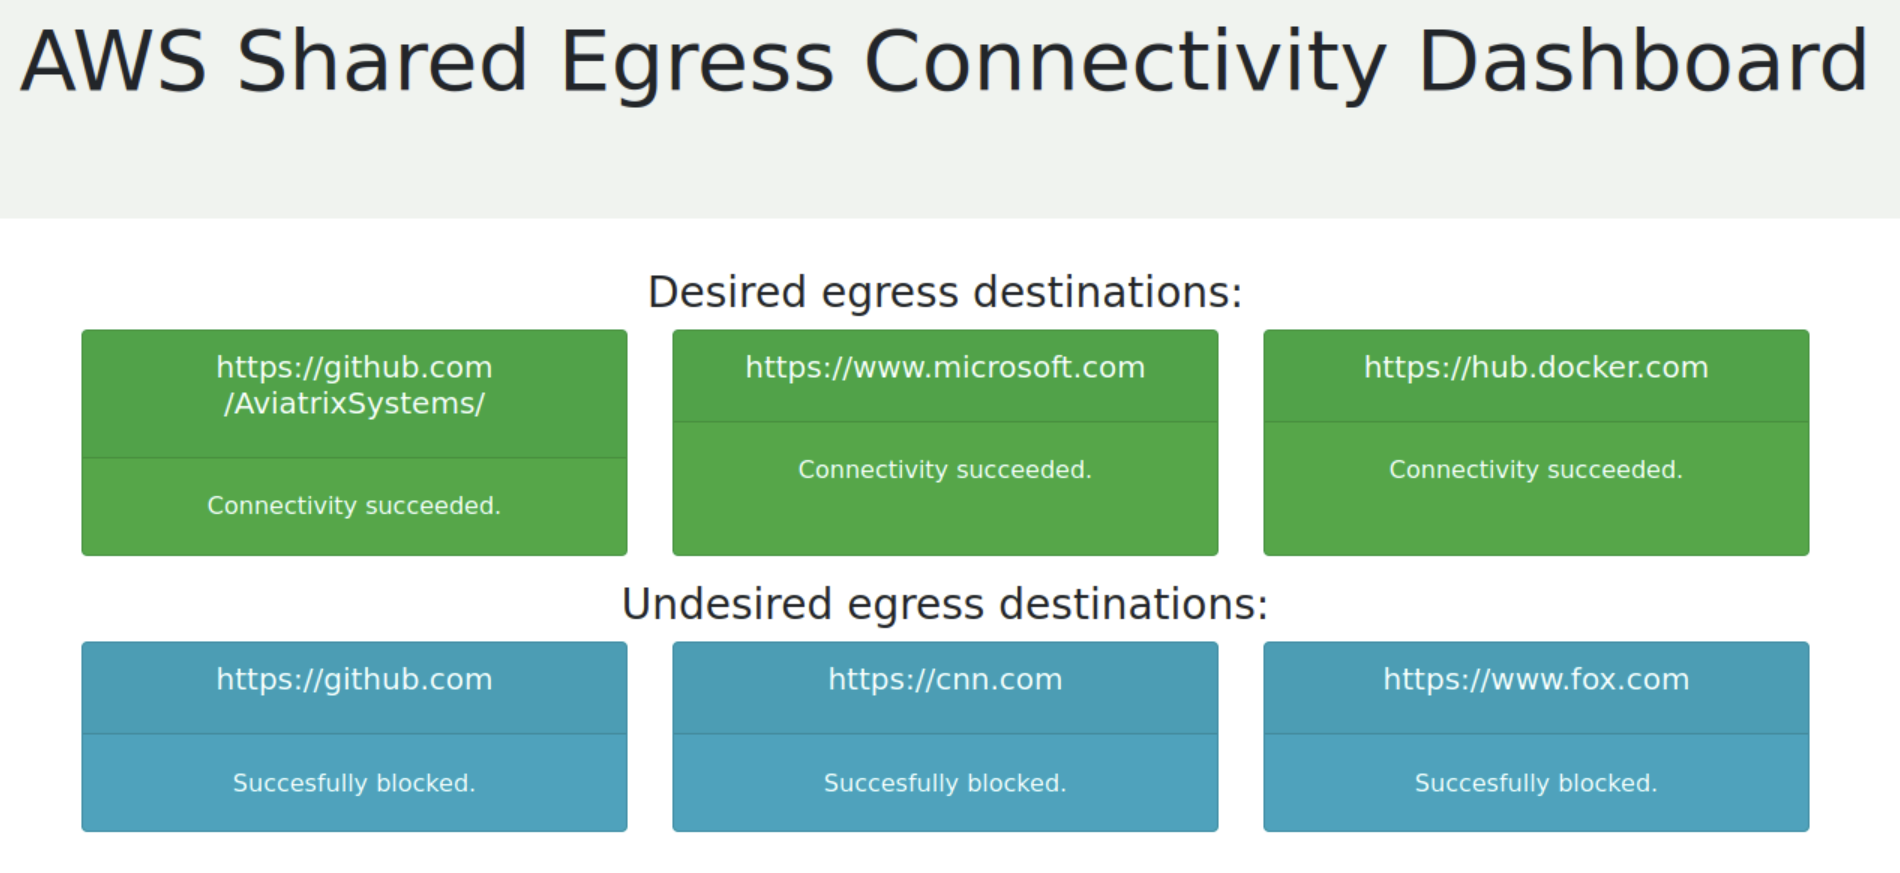 AWS Shared Egress Connectivity Dashboard
Desired egress destinations:
https://github.com
/AviatrixSystems/
Connectivity succeeded.
https://www.microsoft.com
Connectivity succeeded.
https://hub.docker.com
Connectivity succeeded.
Undesired egress destinations:
https://github.com
Succesfully blocked.
https://cnn.com
Succesfully blocked.
https://www.fox.com
Succesfully blocked.